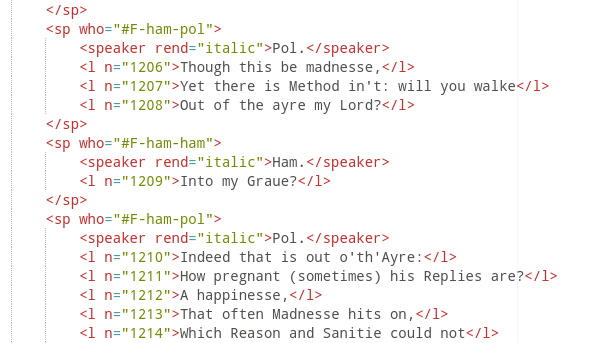 </sp>
<sp who="#F-ham-pol">
<speaker rend="italic">Pol.</speaker>
<l n="1206">Though this be madnesse,</l>
<l n="1207">Yet there is Method in't: will you walke</l>
<l n="1208">Out of the ayre my Lord?</l>
</sp>
<sp who="#F-ham-ham">
<speaker rend="italic">Ham.</speaker>
<l n="1209">Into my Graue?</l>
</sp>
<sp who="#F-ham-pol">
<speaker rend="italic">Pol.</speaker>
<l n="1210">Indeed that is out o'th'Ayre:</l>
<l n="1211">How pregnant (sometimes) his Replies are?</l>
<l n="1212">A happinesse,</l>
<l n="1213">That often Madnesse hits on,</l>
<l n="1214">Which Reason and Sanitie could not</l>